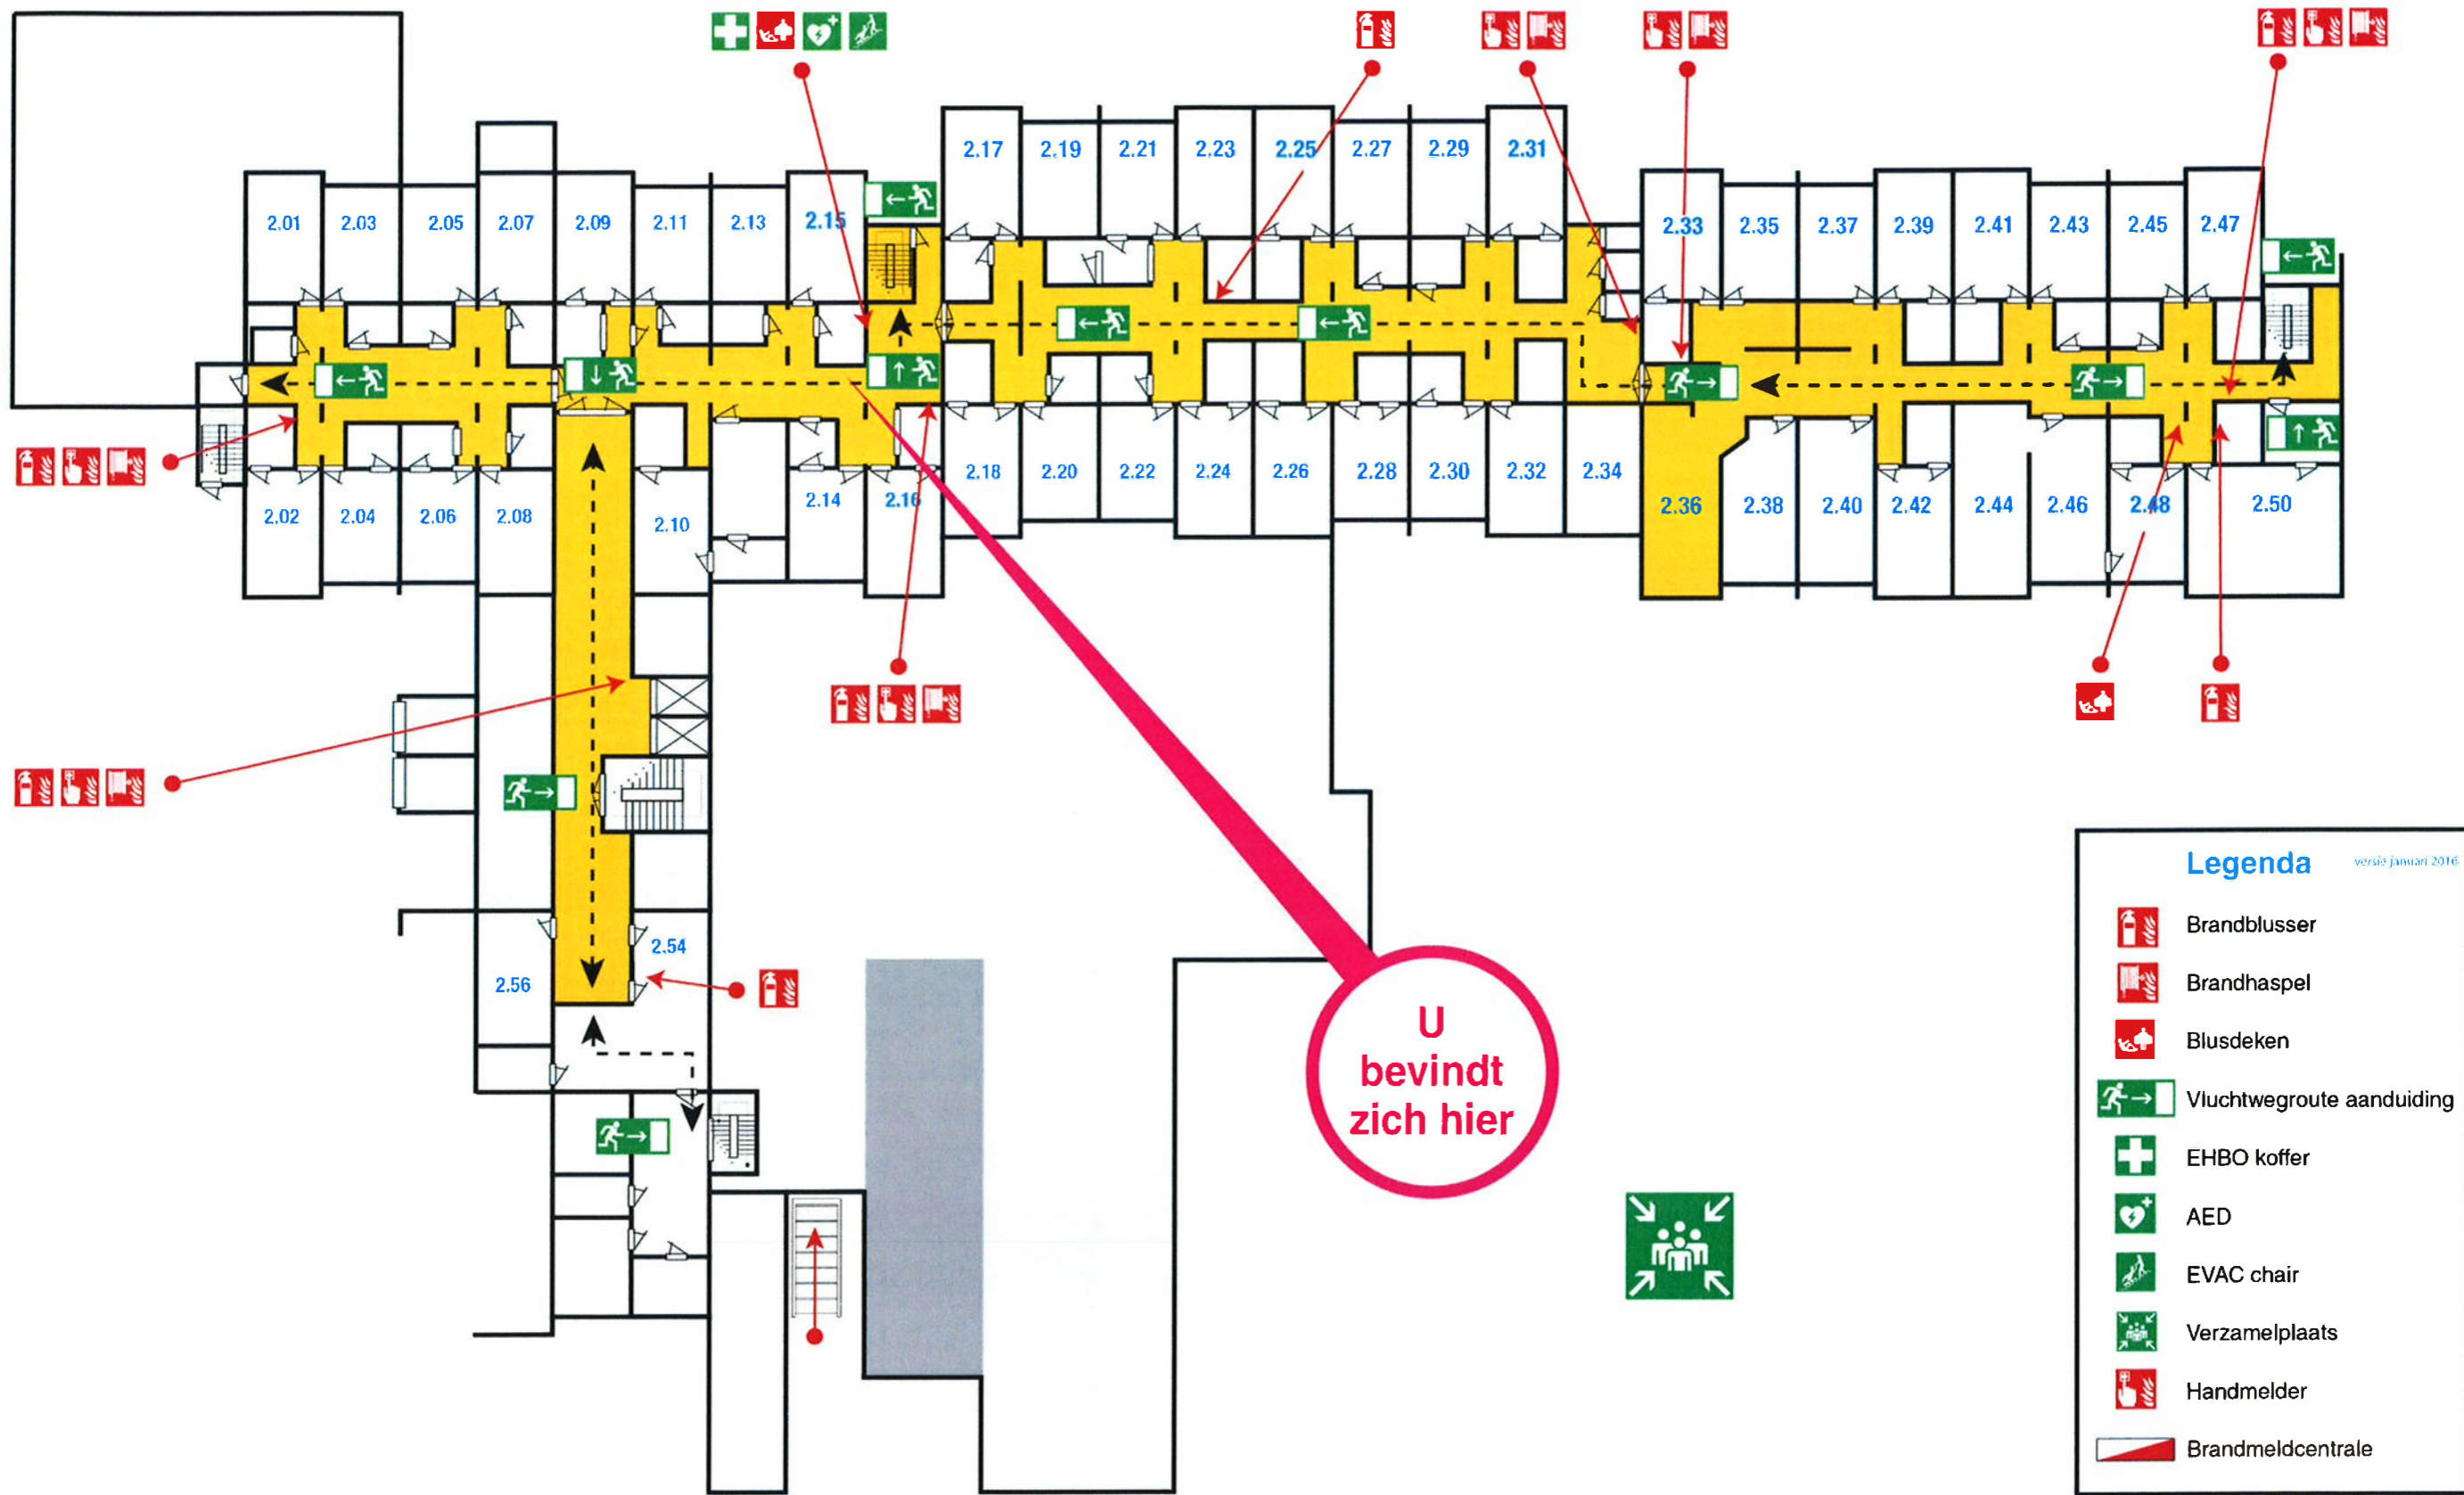 2.17 2.19 2.21 2.23 2.25 2.27 2.29 2.31
2.01 2.03 2.05 2.07 2.09 2.11 2.13 2.15
2.33 2.35 2.37 2.39 2.41 2.43 2.45 2.47
2.18 2.20 2.22 2.24 2.26 2.28 2.30 2.32 2.34
2.02 2.04 2.06 2.08 2.10 2.14 2.16
2.36 2.38 2.40 2.42 2.44 2.46 2.48 2.50
2.54
2.56
U
bevindt
zich hier
Legenda versie januari 2016
Brandblusser
Brandhaspel
Blusdeken
Vluchtwegroute aanduiding
EHBO koffer
AED
EVAC chair
Verzamelplaats
Handmelder
Brandmeldcentrale